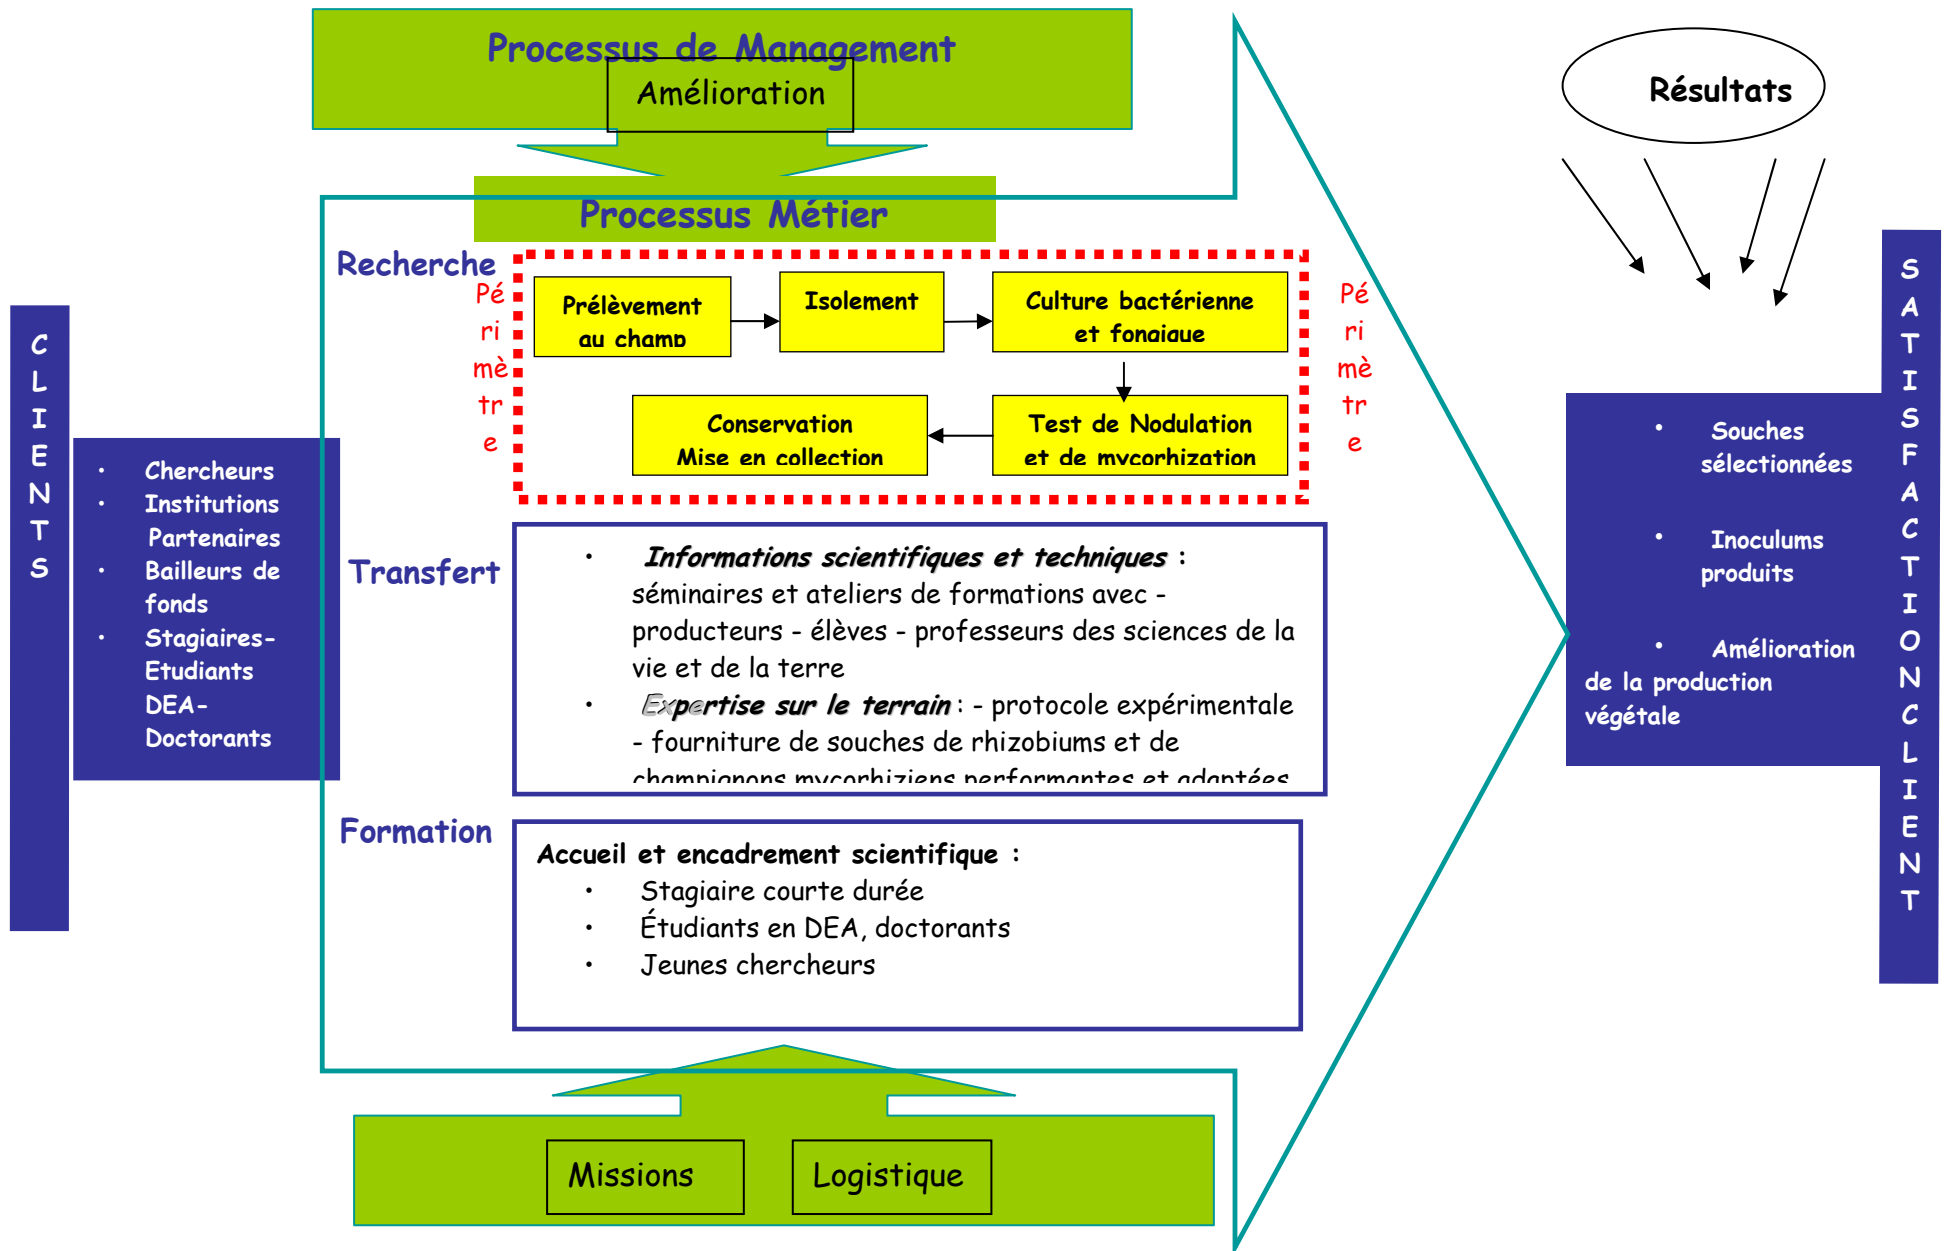 Processus de Management
Amélioration
Résultats
Processus Métier
Recherche
Pé
ri
mè
tr
e
Prélèvement
au champ
Isolement
Culture bactérienne
et fongique
Conservation
Mise en collection
Test de Nodulation
et de mycorhization
Pé
ri
mè
tr
e
C
L
I
E
N
T
S
• Chercheurs
• Institutions
Partenaires
• Bailleurs de
fonds
• Stagiaires-
Etudiants
DEA-
Doctorants
Transfert
• Informations scientifiques et techniques :
séminaires et ateliers de formations avec -
producteurs - élèves - professeurs des sciences de la
vie et de la terre
• Expertise sur le terrain : - protocole expérimentale
- fourniture de souches de rhizobiums et de
champignons mycorhiziens performantes et adaptées
Formation
Accueil et encadrement scientifique :
• Stagiaire courte durée
• Étudiants en DEA, doctorants
• Jeunes chercheurs
Missions
Logistique
• Souches
sélectionnées
• Inoculums
produits
• Amélioration
de la production
végétale
S
A
T
I
S
F
A
C
T
I
O
N
C
L
I
E
N
T